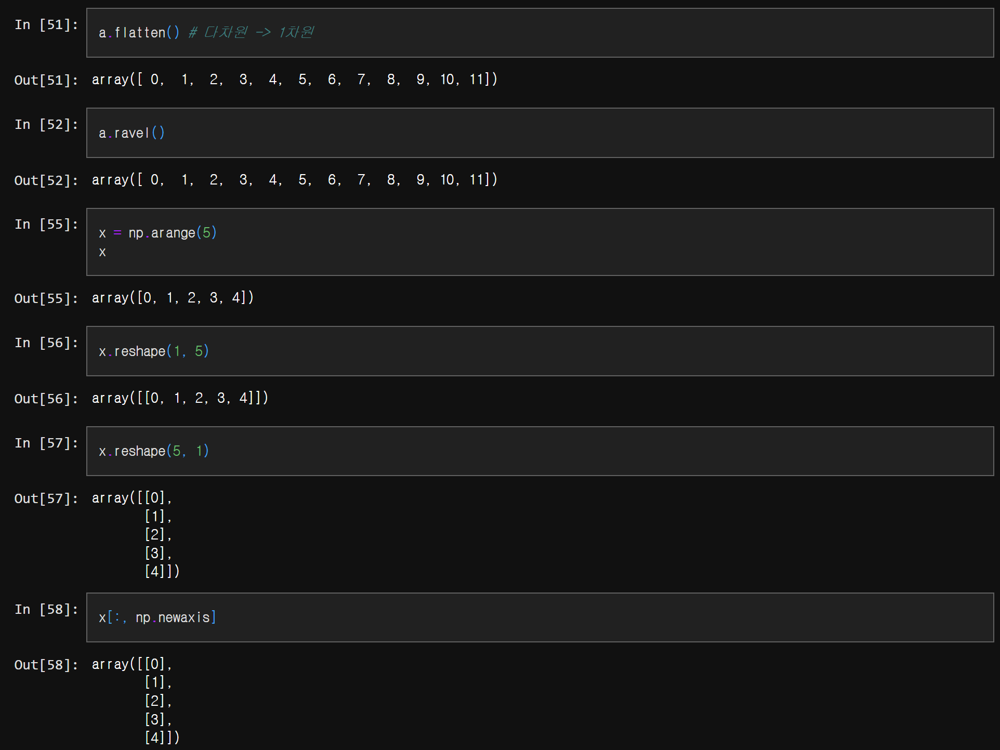 In [51]:
a.flatten() # 다차원 -> 1차원
Out[51]: array([ 0,  1,  2,  3,  4,  5,  6,  7,  8,  9, 10, 11])
In [52]:
a.ravel()
Out[52]: array([ 0,  1,  2,  3,  4,  5,  6,  7,  8,  9, 10, 11])
In [55]:
x = np.arange(5)
x
Out[55]: array([0, 1, 2, 3, 4])
In [56]:
x.reshape(1, 5)
Out[56]: array([[0, 1, 2, 3, 4]])
In [57]:
x.reshape(5, 1)
Out[57]: array([[0],
       [1],
       [2],
       [3],
       [4]])
In [58]:
x[:, np.newaxis]
Out[58]: array([[0],
       [1],
       [2],
       [3],
       [4]])